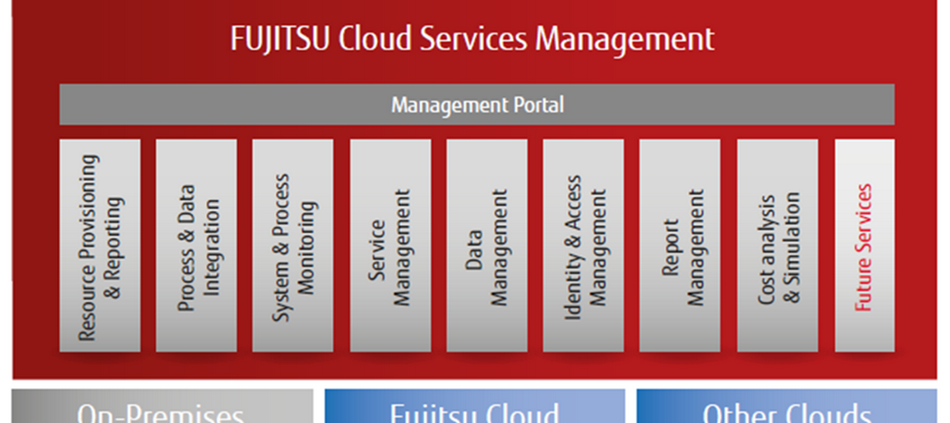 FUJITSU Cloud Services Management
Management Portal
Resource Provisioning
& Reporting
Process & Data
Integration
System & Process
Monitoring
Service
Management
Data
Management
Identity & Access
Management
Report
Management
Cost analysis
& Simulation
Future Services
On-Premises
Fujitsu Cloud
Other Clouds